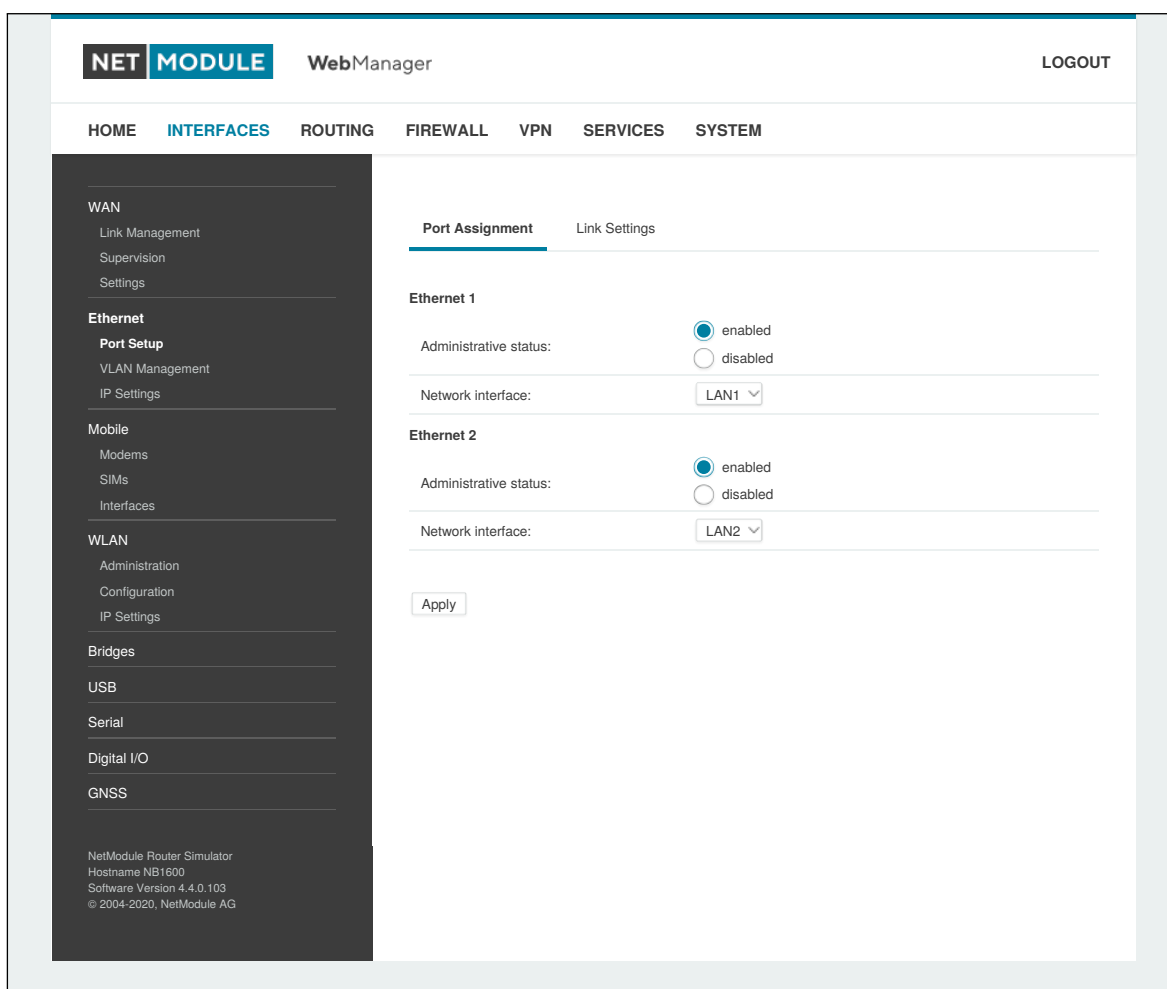 NET MODULE WebManager LOGOUT
HOME INTERFACES ROUTING FIREWALL VPN SERVICES SYSTEM
WAN
Link Management
Supervision
Settings
Ethernet
Port Setup
VLAN Management
IP Settings
Mobile
Modems
SIMs
Interfaces
WLAN
Administration
Configuration
IP Settings
Bridges
USB
Serial
Digital I/O
GNSS
NetModule Router Simulator
Hostname NB1600
Software Version 4.4.0.103
© 2004-2020, NetModule AG
Port Assignment Link Settings
Ethernet 1
Administrative status:
enabled
disabled
Network interface: LAN1
Ethernet 2
Administrative status:
enabled
disabled
Network interface: LAN2
Apply